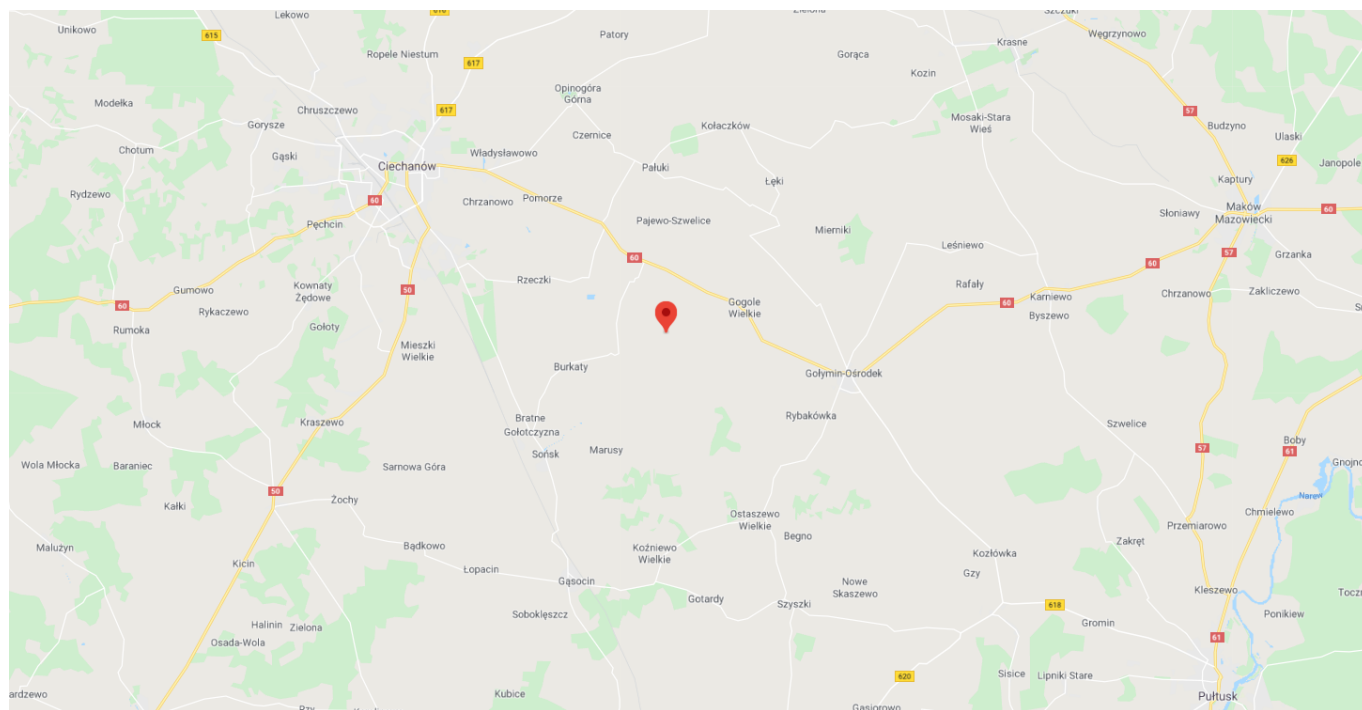 Lekowo
616
Zielona
Szczuki
Unikowo
615
Patory
Węgrzynowo
Ropele Niestum
617
Gorąca
Krasne
Kozin
Opinogóra
Górna
Modełka
Chruszczewo
617
57
Gorysze
Czernice
Kołaczków
Mosaki-Stara
Wieś
Budzyno
Ulaski
Chotum
Gąski
Ciechanów
Władysławowo
Pałuki
626
Janopole
Rydzewo
Łęki
Kaptury
60
Chrzanowo
Pomorze
Słoniawy
Maków
Mazowiecki
60
Pęchcin
Pajewo-Szwelice
Mierniki
Leśniewo
57
Grzanka
60
60
Rzeczki
Rafały
Gumowo
Kownaty
Żędowe
50
Karniewo
Chrzanowo
Zakliczewo
60
Rykaczewo
Gogole
Wielkie
60
Byszewo
Rumoka
Gołoty
Mieszki
Wielkie
Burkaty
Gołymin-Ośrodek
Młock
Kraszewo
Bratne
Gołotczyzna
Rybakówka
Szwelice
Boby
Wola Młocka
Baraniec
Sarnowa Góra
Sońsk
Marusy
57
61
Gnojno
50
Żochy
Narew
Kałki
Ostaszewo
Wielkie
Chmielewo
Przemiarowo
Malużyn
Bądkowo
Koźniewo
Wielkie
Begno
Zakręt
Kicin
Łopacin
Gąsocin
Kozłówka
Gzy
Nowe
Skaszewo
Kleszewo
Gotardy
Szyszki
618
Soboklęszcz
Ponikiew
Halinin
Zielona
Gromin
Osada-Wola
61
620
Sisice
Lipniki Stare
Kubice
Pułtusk
Gąsiorowo